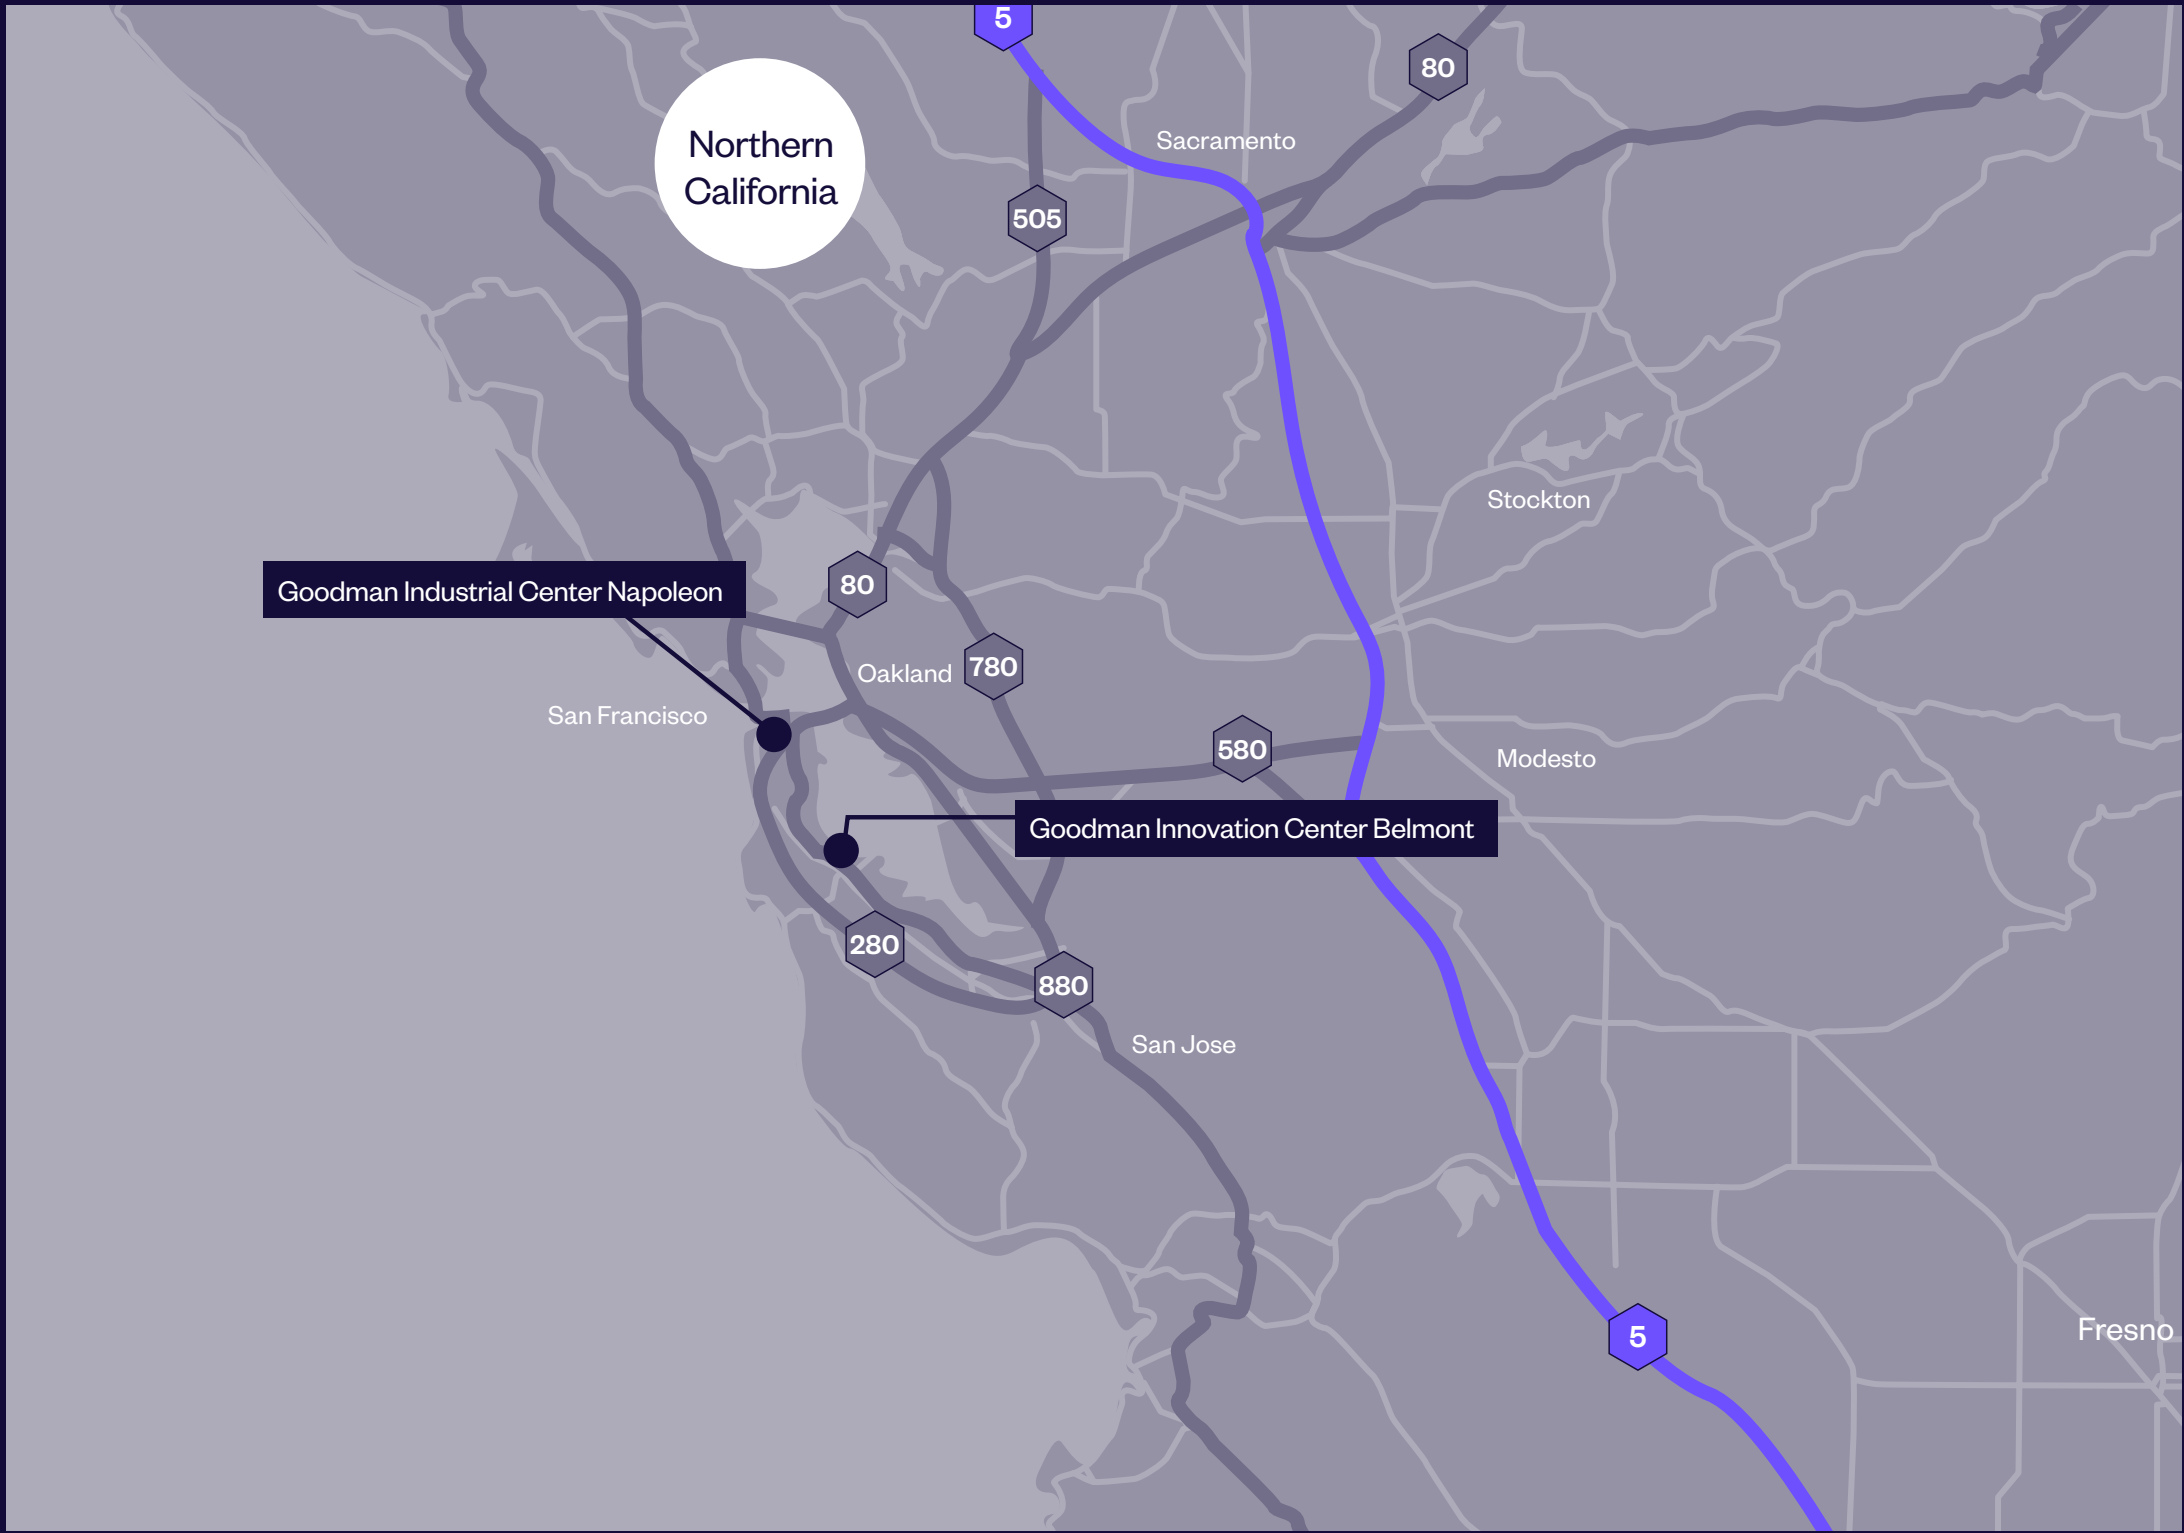 5
80
Sacramento
Northern
California
505
Stockton
Goodman Industrial Center Napoleon
80
Oakland
780
San Francisco
580
Modesto
Goodman Innovation Center Belmont
280
880
San Jose
5
Fresno